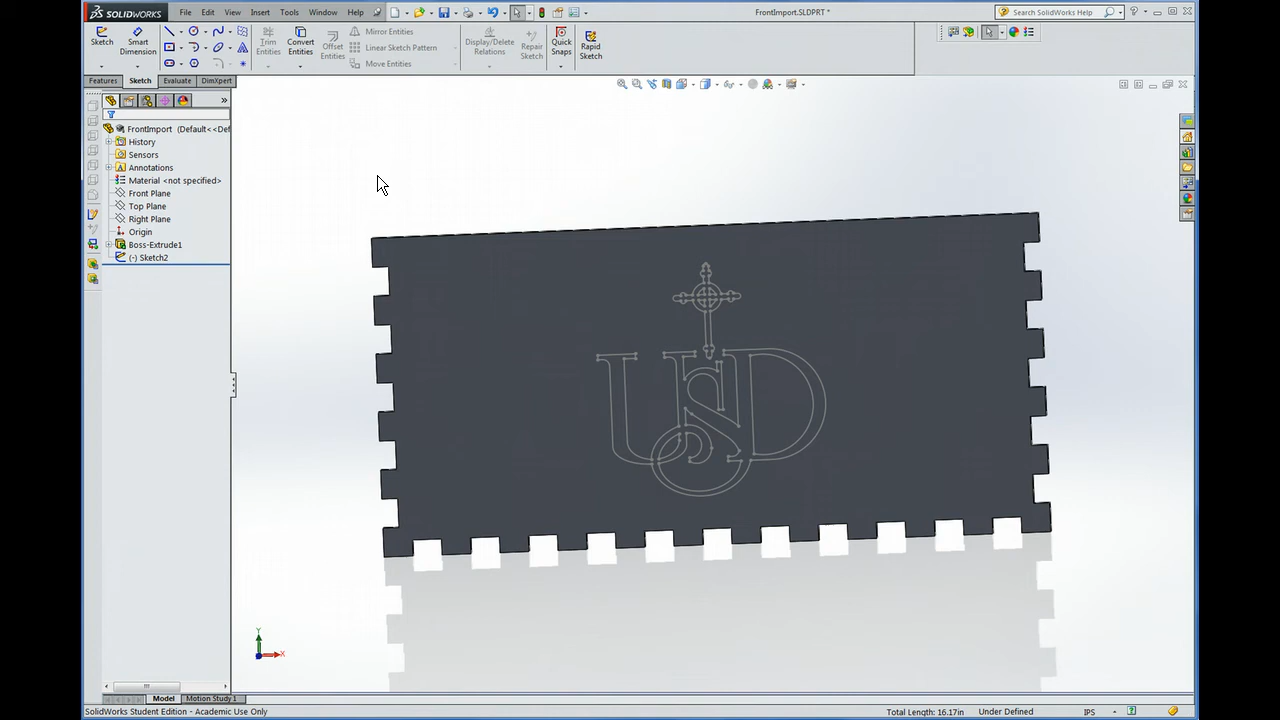 SOLIDWORKS File Edit View Insert Tools Window Help FrontImport.SLDPRT * Search SolidWorks Help
Sketch Smart Dimension Trim Entities Convert Entities Offset Entities Mirror Entities Linear Sketch Pattern Move Entities Display/Delete Relations Repair Sketch Quick Snaps Rapid Sketch
Features Sketch Evaluate DimXpert
FrontImport (Default<<Def
History
Sensors
Annotations
Material <not specified>
Front Plane
Top Plane
Right Plane
Origin
Boss-Extrude1
(-) Sketch2
USD
Y
X
Model Motion Study 1
SolidWorks Student Edition - Academic Use Only Total Length: 16.17in Under Defined IPS